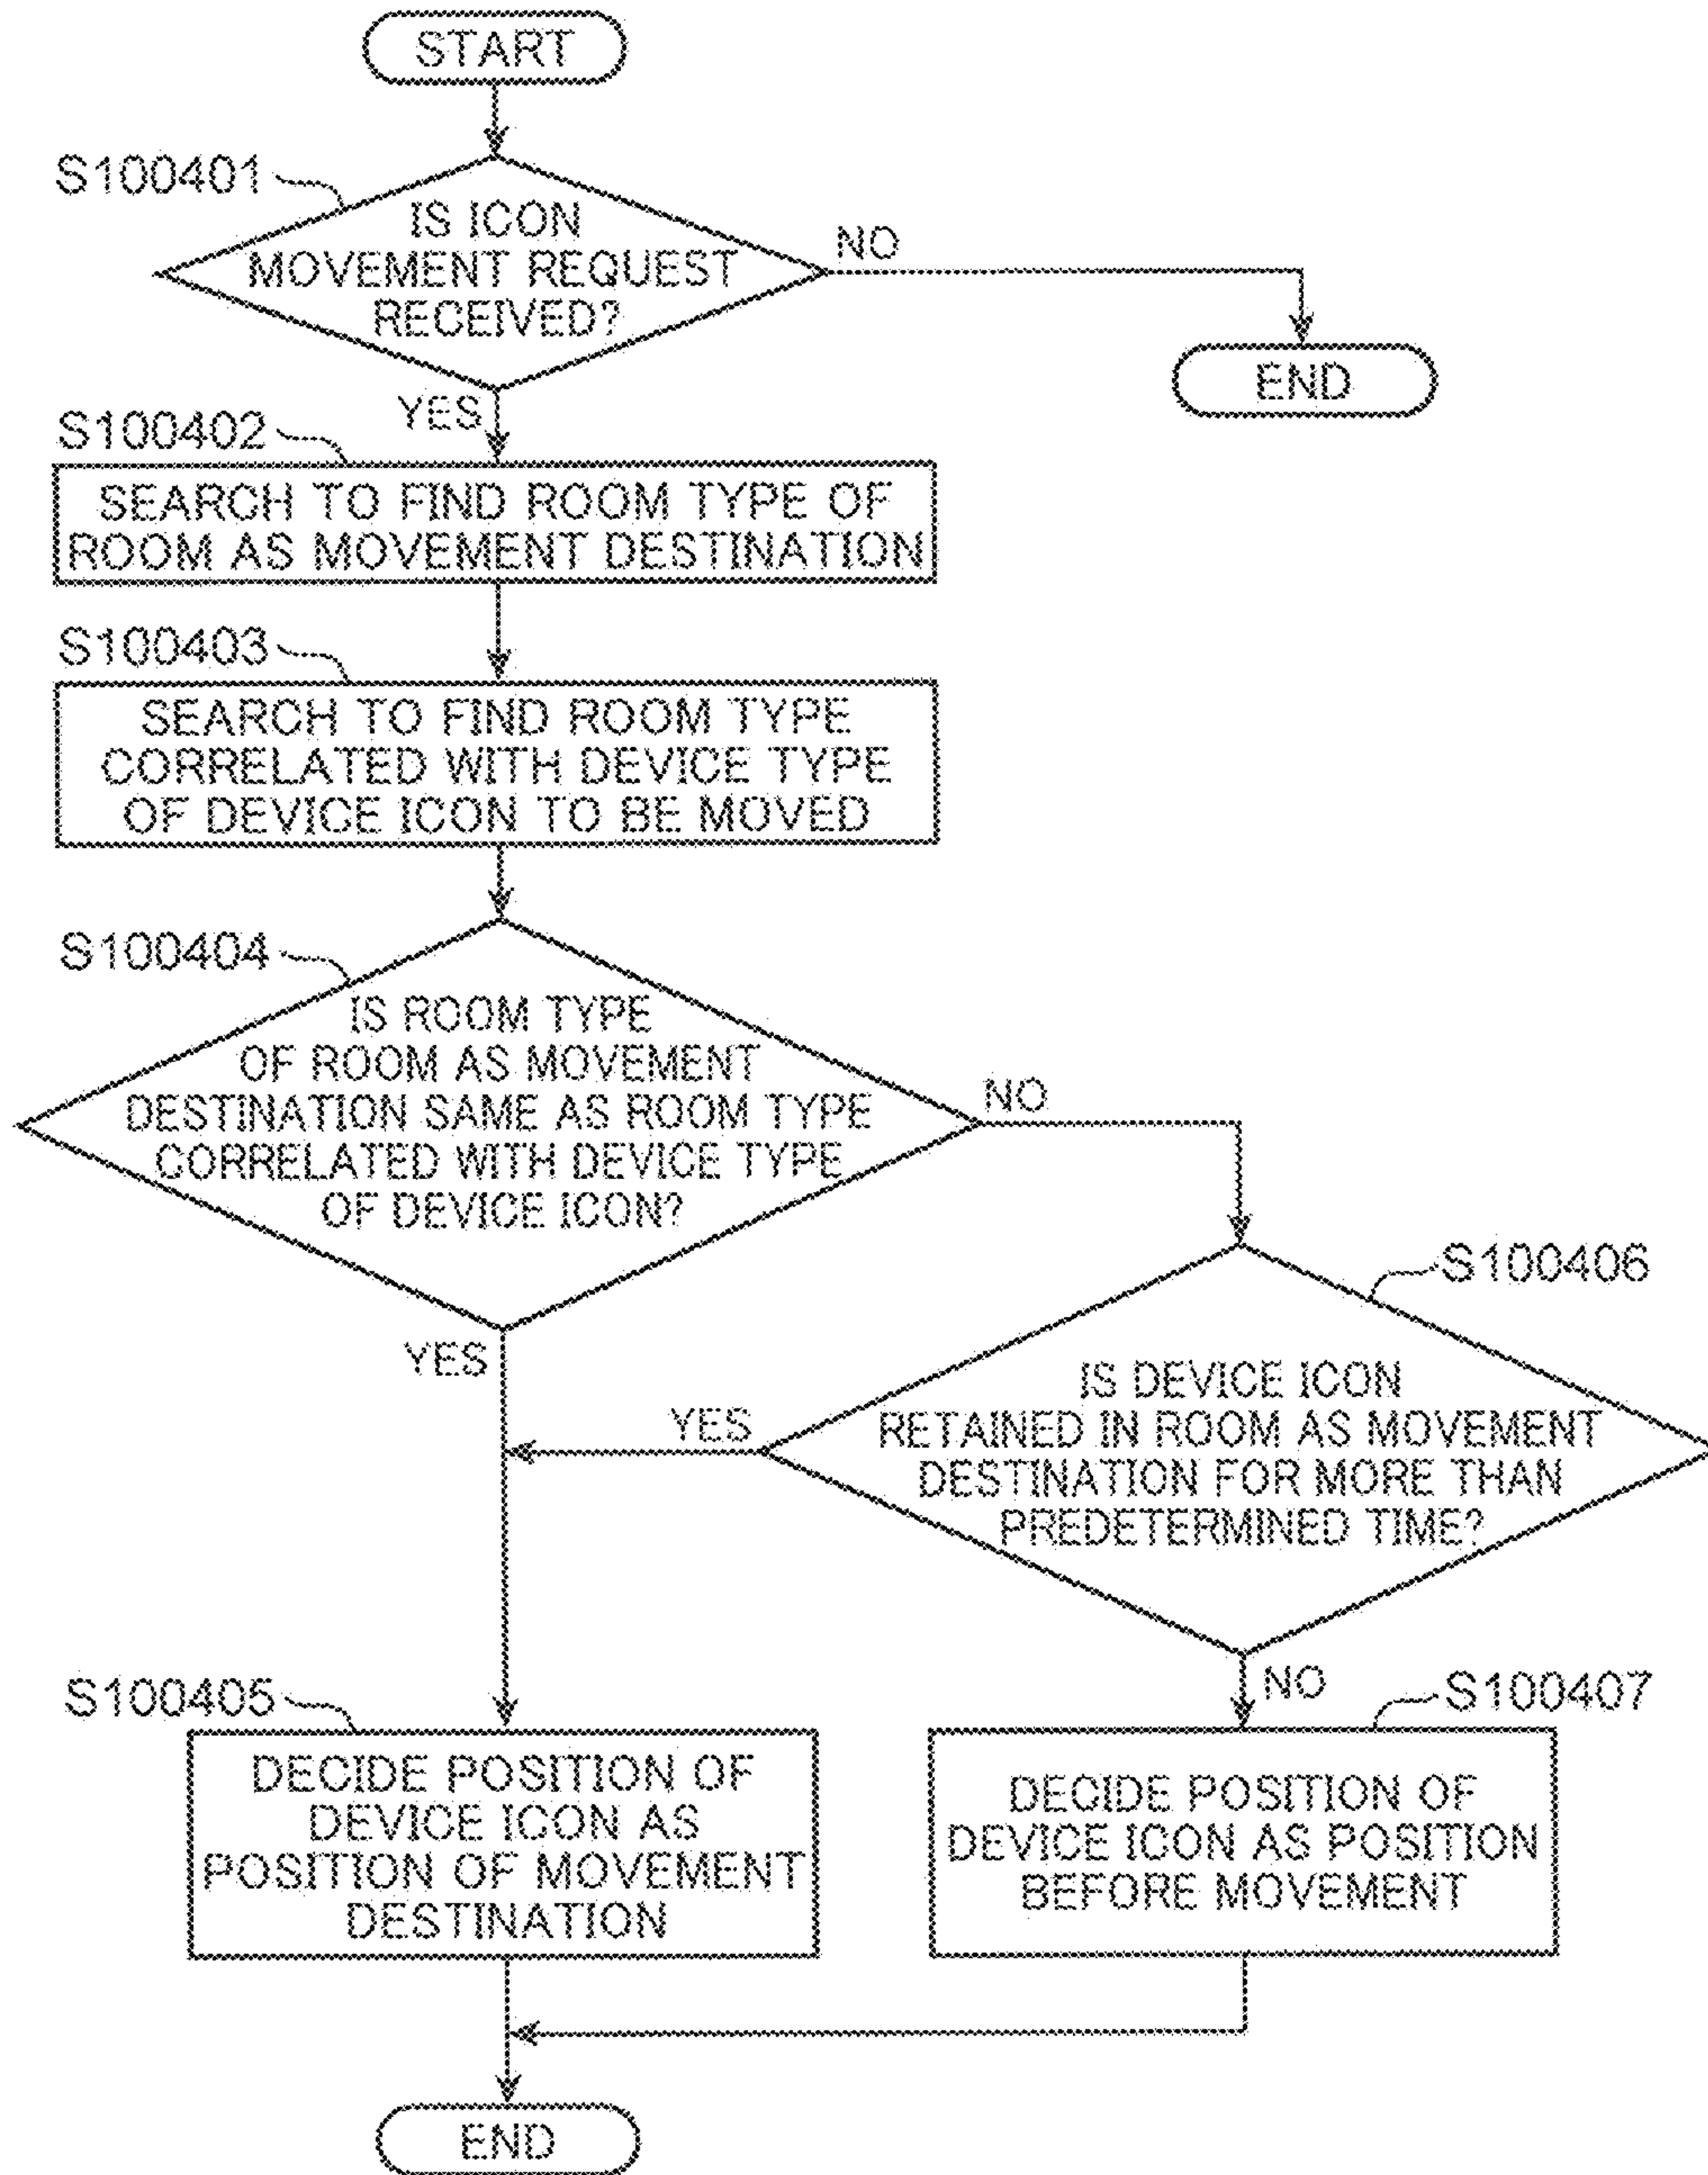 START
S100401
IS ICON
MOVEMENT REQUEST
RECEIVED?
NO
END
YES
S100402
SEARCH TO FIND ROOM TYPE OF
ROOM AS MOVEMENT DESTINATION
S100403
SEARCH TO FIND ROOM TYPE
CORRELATED WITH DEVICE TYPE
OF DEVICE ICON TO BE MOVED
S100404
IS ROOM TYPE
OF ROOM AS MOVEMENT
DESTINATION SAME AS ROOM TYPE
CORRELATED WITH DEVICE TYPE
OF DEVICE ICON?
NO
YES
S100406
IS DEVICE ICON
RETAINED IN ROOM AS MOVEMENT
DESTINATION FOR MORE THAN
PREDETERMINED TIME?
YES
NO
S100405
DECIDE POSITION OF
DEVICE ICON AS
POSITION OF MOVEMENT
DESTINATION
S100407
DECIDE POSITION OF
DEVICE ICON AS POSITION
BEFORE MOVEMENT
END